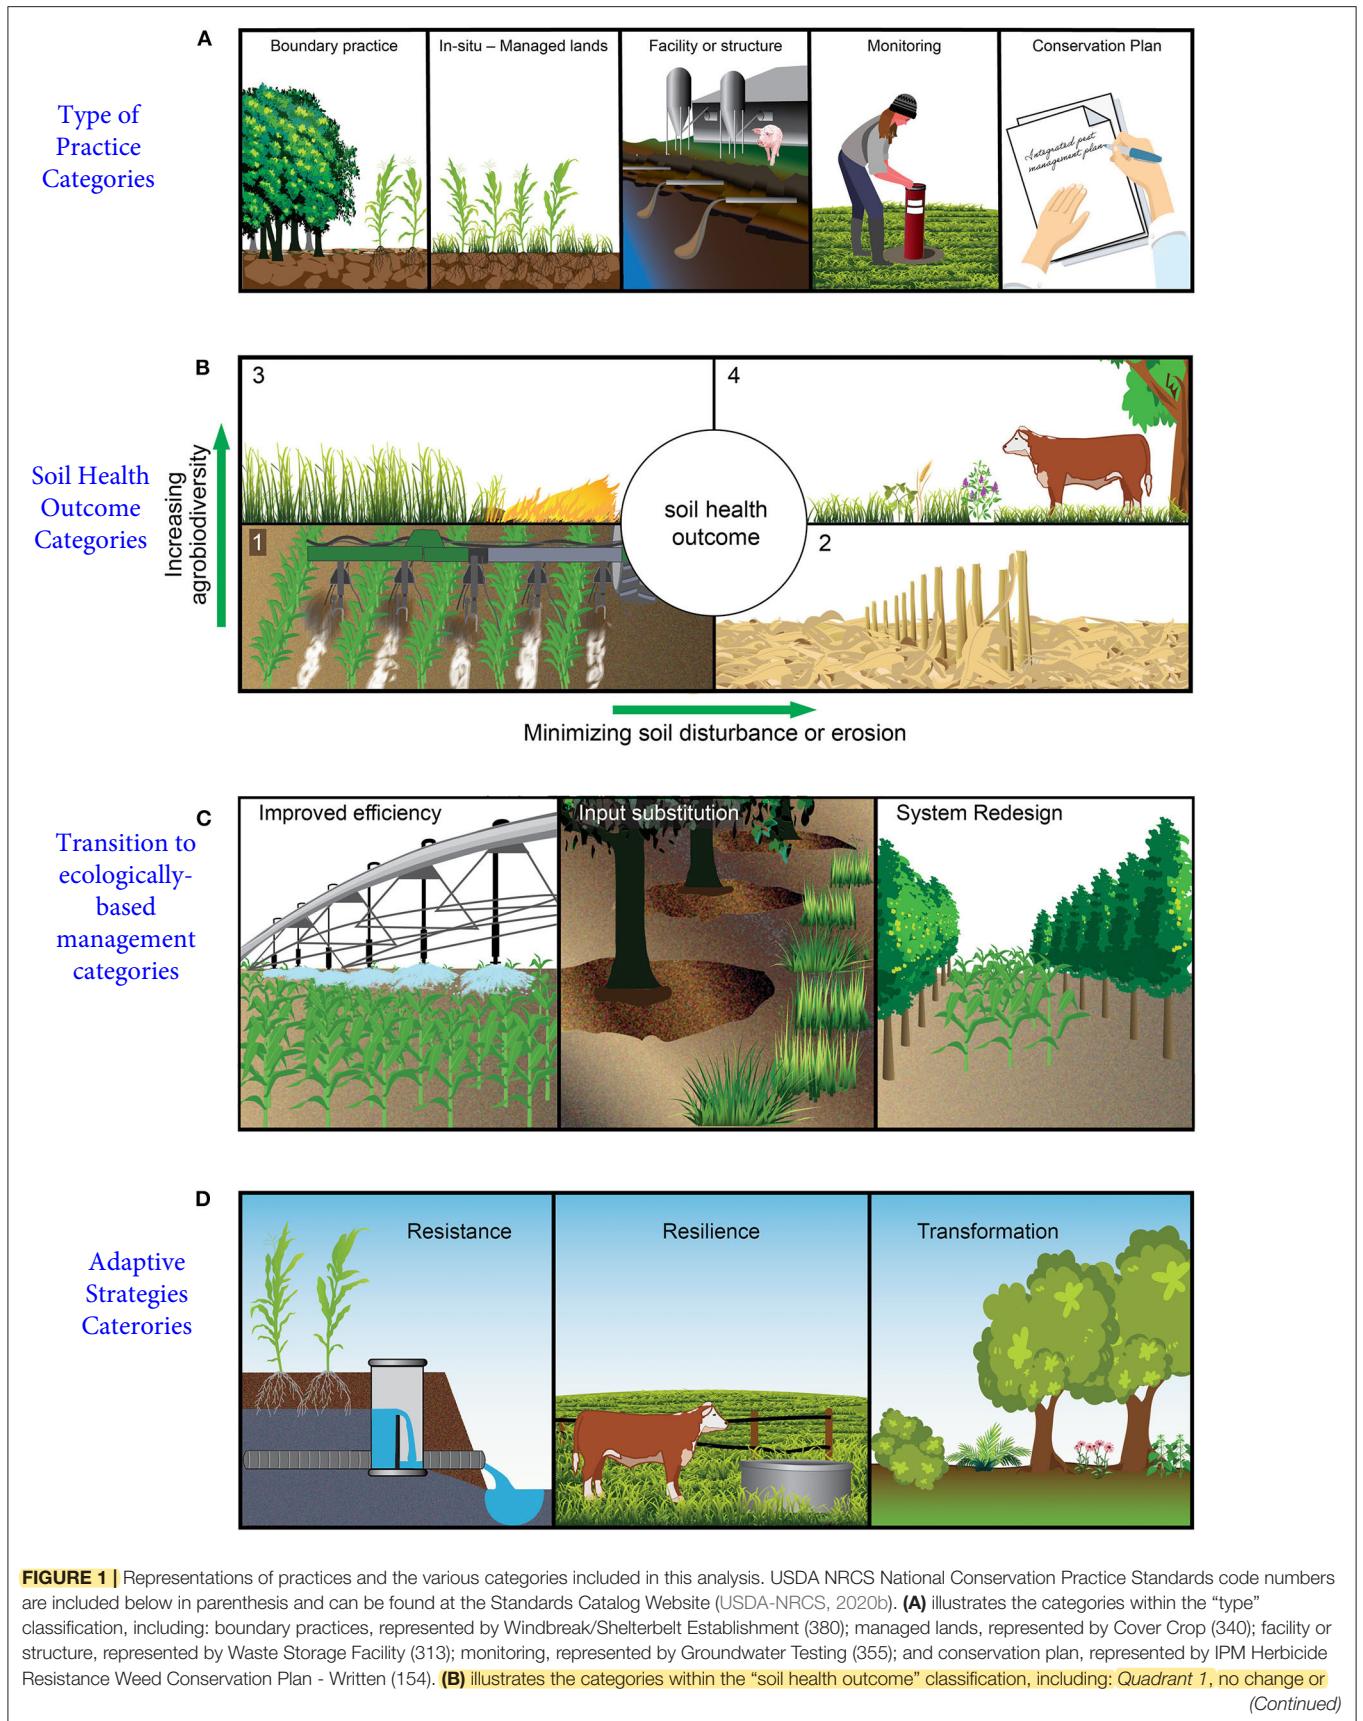 A
Boundary practice
In-situ – Managed lands
Facility or structure
Monitoring
Conservation Plan
Type of
Practice
Categories
Integrated pest
management plan
B
3
4
Soil Health
Outcome
Categories
Increasing
agrobiodiversity
soil health
outcome
1
2
Minimizing soil disturbance or erosion
C
Improved efficiency
Input substitution
System Redesign
Transition to
ecologically-
based
management
categories
D
Resistance
Resilience
Transformation
Adaptive
Strategies
Caterories
FIGURE 1 | Representations of practices and the various categories included in this analysis. USDA NRCS National Conservation Practice Standards code numbers
are included below in parenthesis and can be found at the Standards Catalog Website (USDA-NRCS, 2020b). (A) illustrates the categories within the “type”
classification, including: boundary practices, represented by Windbreak/Shelterbelt Establishment (380); managed lands, represented by Cover Crop (340); facility or
structure, represented by Waste Storage Facility (313); monitoring, represented by Groundwater Testing (355); and conservation plan, represented by IPM Herbicide
Resistance Weed Conservation Plan - Written (154). (B) illustrates the categories within the “soil health outcome” classification, including: Quadrant 1, no change or
(Continued)